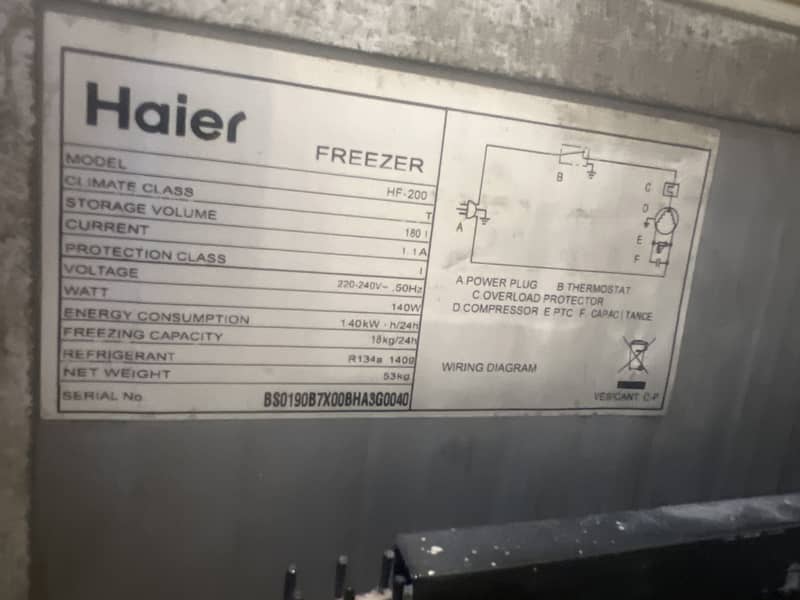 Haier
FREEZER
MODEL HF-200
CLIMATE CLASS T
STORAGE VOLUME 180 l
CURRENT 1.1A
PROTECTION CLASS I
VOLTAGE 220-240V~ .50Hz
WATT 140W
ENERGY CONSUMPTION 1.40kW·h/24h
FREEZING CAPACITY 18kg/24h
REFRIGERANT R134a 140g
NET WEIGHT 53kg
SERIAL No BS0190B7X00BHA3G0040
A
B
C
D
E
F
A.POWER PLUG B.THERMOSTAT
C.OVERLOAD PROTECTOR
D.COMPRESSOR E.PTC F. CAPACITANCE
WIRING DIAGRAM
VESICANT C-P